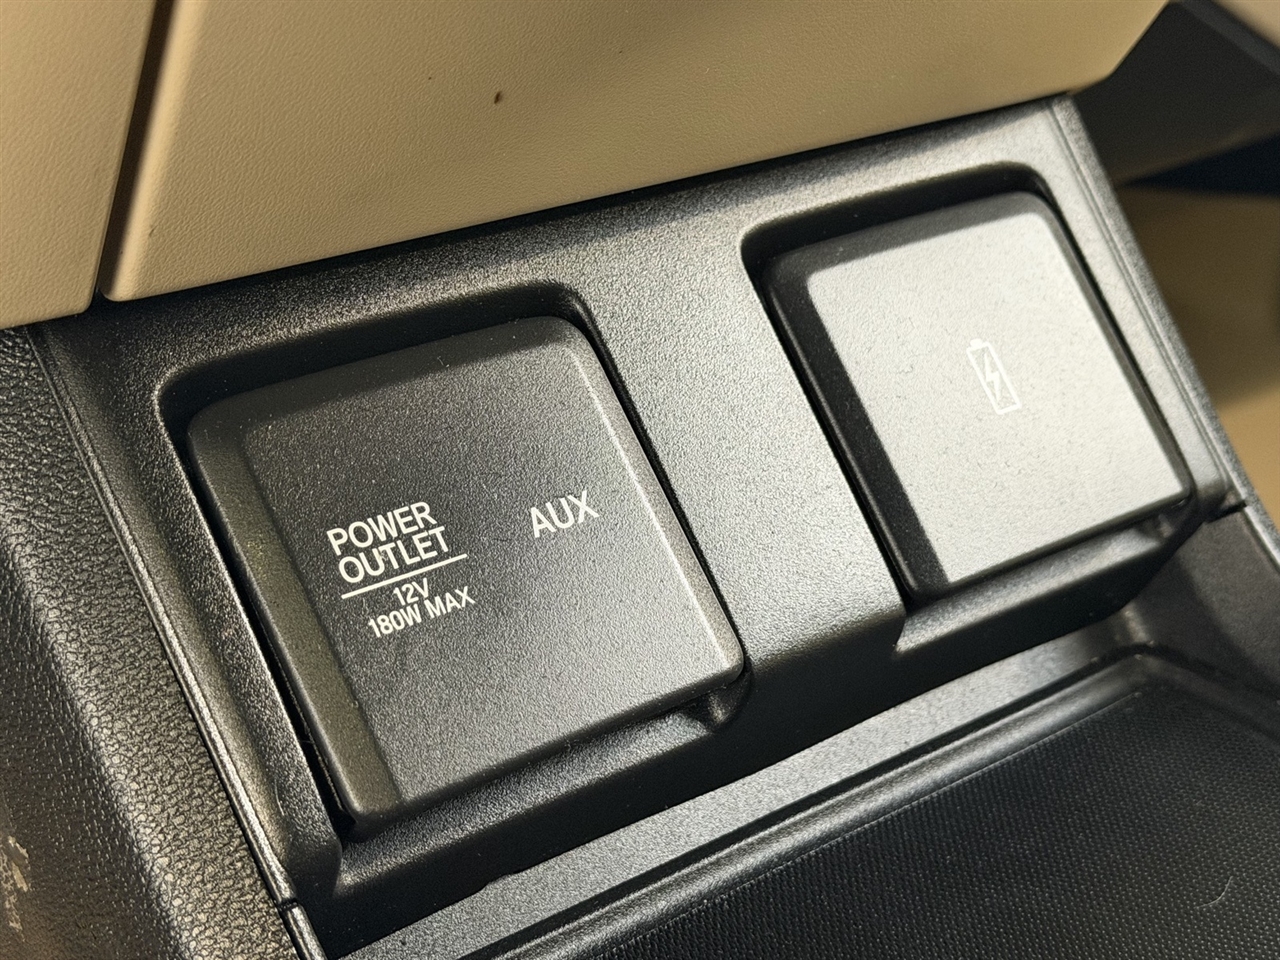 POWER
OUTLET
12V
180W MAX
AUX